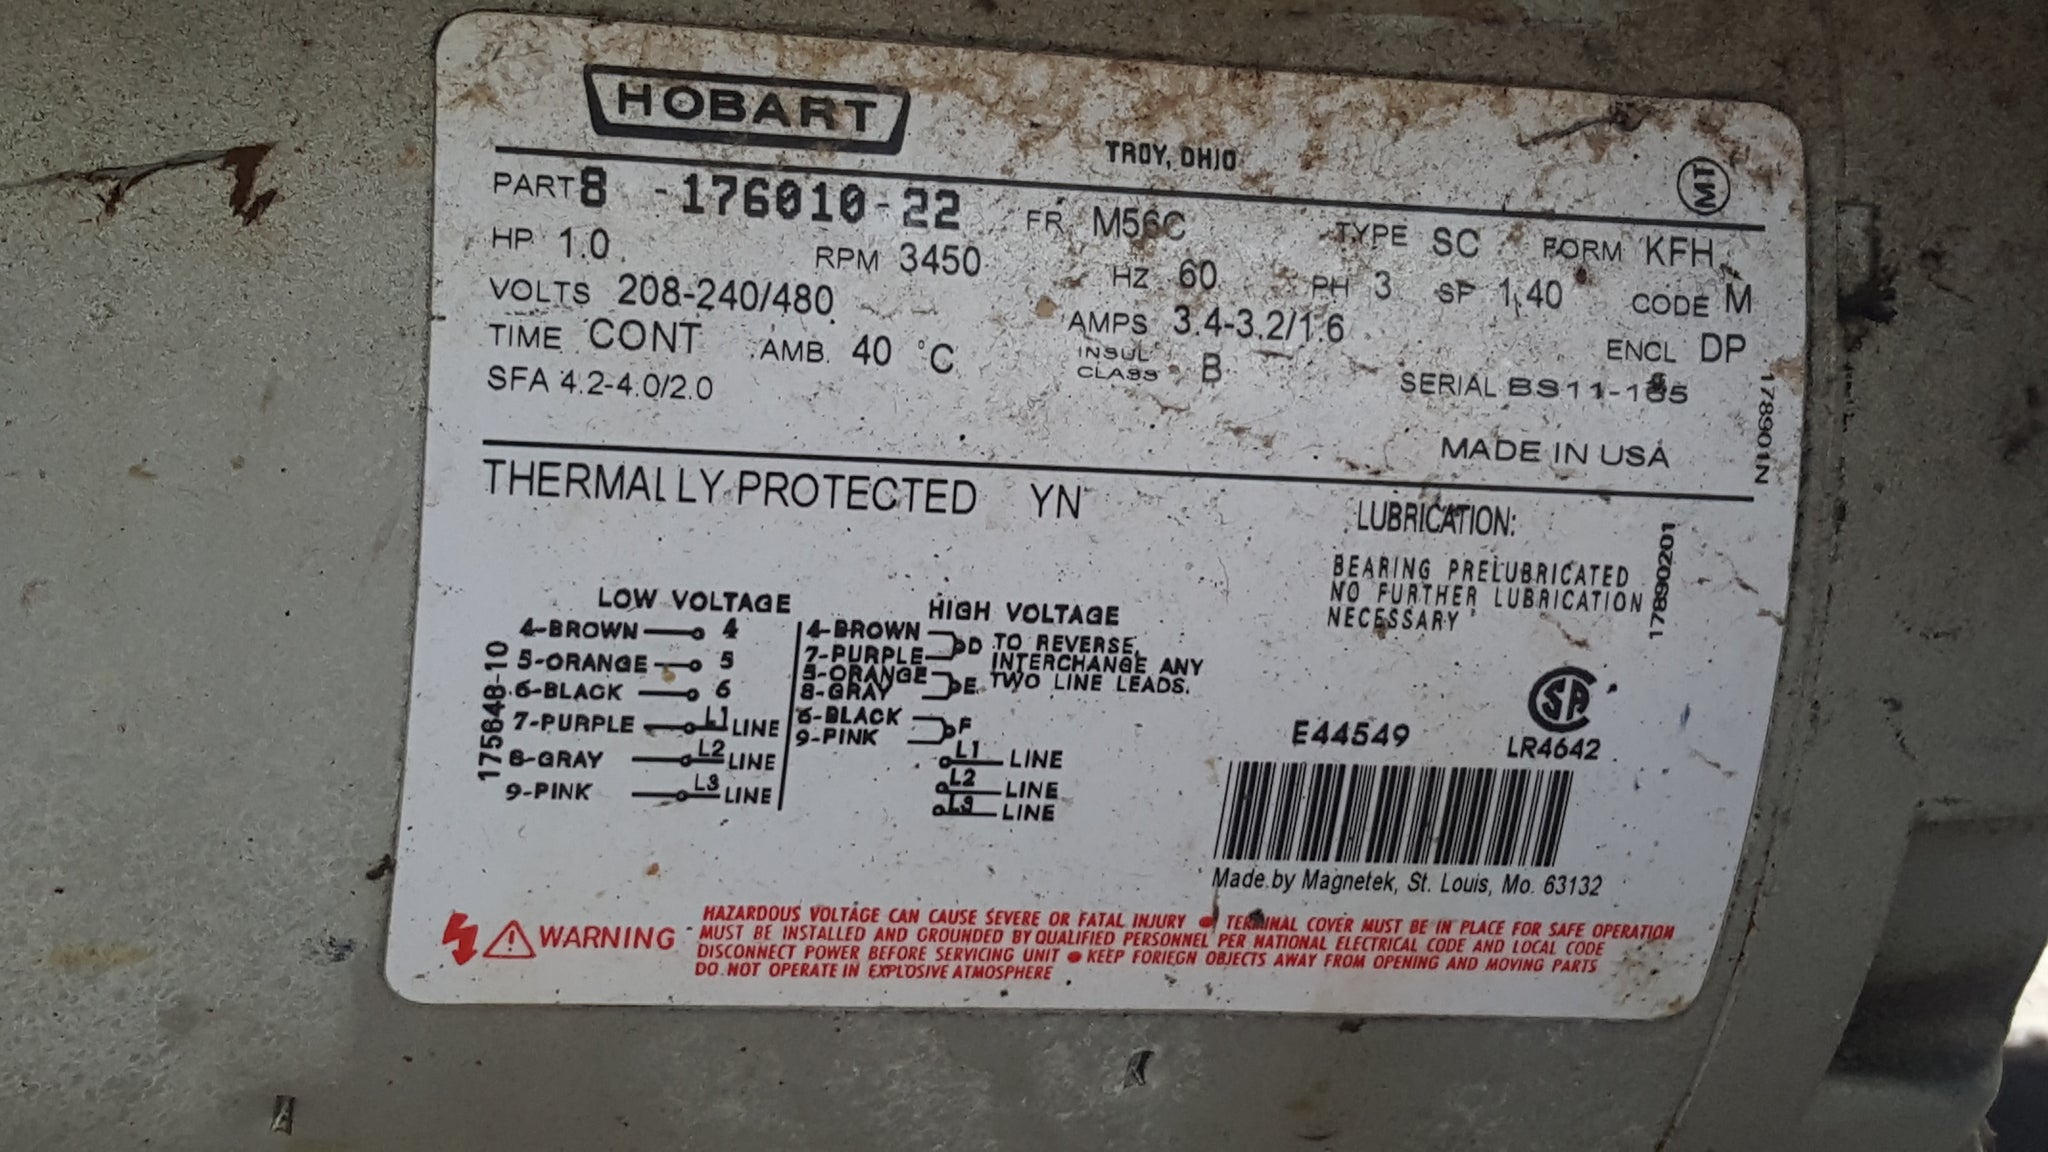 HOBART
TROY, OHIO
MT
PART 8 -176010-22 FR M56C TYPE SC FORM KFH
HP 1.0 RPM 3450 HZ 60 PH 3 SF 1.40 CODE M
VOLTS 208-240/480 AMPS 3.4-3.2/1.6 ENCL DP
TIME CONT AMB. 40 °C INSUL CLASS B
SFA 4.2-4.0/2.0 SERIAL BS11-
178901N
MADE IN USA
THERMALLY PROTECTED YN
LUBRICATION:
BEARING PRELUBRICATED
NO FURTHER LUBRICATION
NECESSARY
17890201
175648-10
LOW VOLTAGE
4-BROWN 4
5-ORANGE 5
6-BLACK 6
7-PURPLE L1 LINE
8-GRAY L2 LINE
9-PINK L3 LINE
HIGH VOLTAGE
4-BROWN
7-PURPLE D
5-ORANGE
8-GRAY E
6-BLACK
9-PINK F
L1 LINE
L2 LINE
L3 LINE
TO REVERSE,
INTERCHANGE ANY
TWO LINE LEADS.
SA
E44549 LR4642
Made by Magnetek, St. Louis, Mo. 63132
WARNING
HAZARDOUS VOLTAGE CAN CAUSE SEVERE OR FATAL INJURY ● TERMINAL COVER MUST BE IN PLACE FOR SAFE OPERATION
MUST BE INSTALLED AND GROUNDED BY QUALIFIED PERSONNEL PER NATIONAL ELECTRICAL CODE AND LOCAL CODE
DISCONNECT POWER BEFORE SERVICING UNIT ● KEEP FORIEGN OBJECTS AWAY FROM OPENING AND MOVING PARTS
DO NOT OPERATE IN EXPLOSIVE ATMOSPHERE